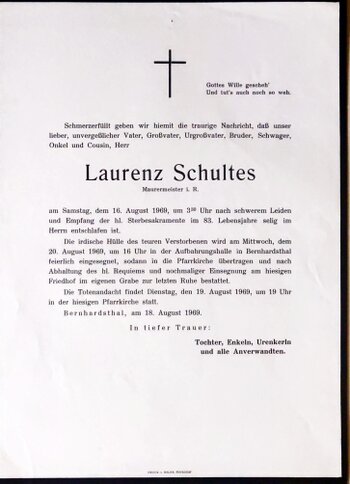 Gottes Wille gescheh'
Und tut's auch noch so weh.
Schmerzerfüllt geben wir hiemit die traurige Nachricht, daß unser
lieber, unvergeßlicher Vater, Großvater, Urgroßvater, Bruder, Schwager,
Onkel und Cousin, Herr
Laurenz Schultes
Maurermeister i. R.
am Samstag, dem 16. August 1969, um 3³⁰ Uhr nach schwerem Leiden
und Empfang der hl. Sterbesakramente im 83. Lebensjahre selig im
Herrn entschlafen ist.
Die irdische Hülle des teuren Verstorbenen wird am Mittwoch, dem
20. August 1969, um 16 Uhr in der Aufbahrungshalle in Bernhardsthal
feierlich eingesegnet, sodann in die Pfarrkirche übertragen und nach
Abhaltung des hl. Requiems und nochmaliger Einsegnung am hiesigen
Friedhof im eigenen Grabe zur letzten Ruhe bestattet.
Die Totenandacht findet Dienstag, den 19. August 1969, um 19 Uhr
in der hiesigen Pfarrkirche statt.
Bernhardsthal, am 18. August 1969.
In tiefer Trauer:
Tochter, Enkeln, Urenkerln
und alle Anverwandten.